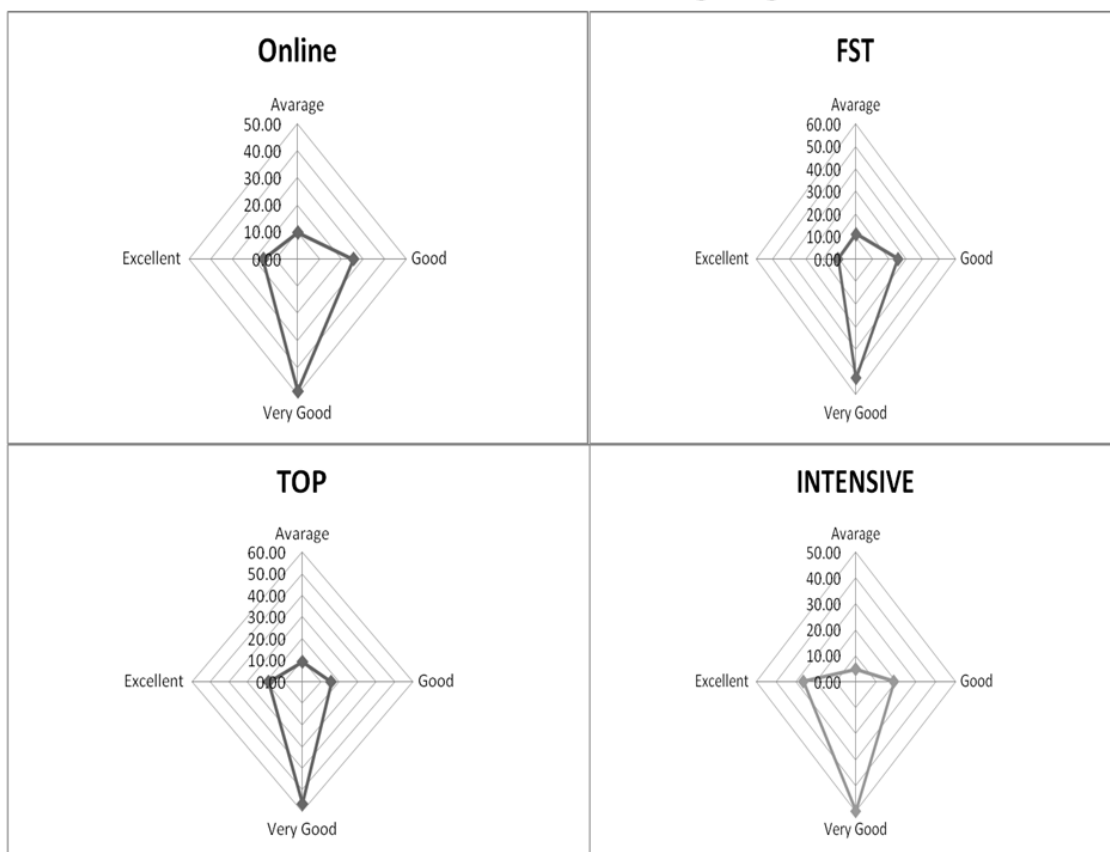 Online
Avarage
50.00
40.00
30.00
20.00
10.00
0.00
Excellent
Good
Very Good
FST
Avarage
60.00
50.00
40.00
30.00
20.00
10.00
0.00
Excellent
Good
Very Good
TOP
Avarage
60.00
50.00
40.00
30.00
20.00
10.00
0.00
Excellent
Good
Very Good
INTENSIVE
Avarage
50.00
40.00
30.00
20.00
10.00
0.00
Excellent
Good
Very Good